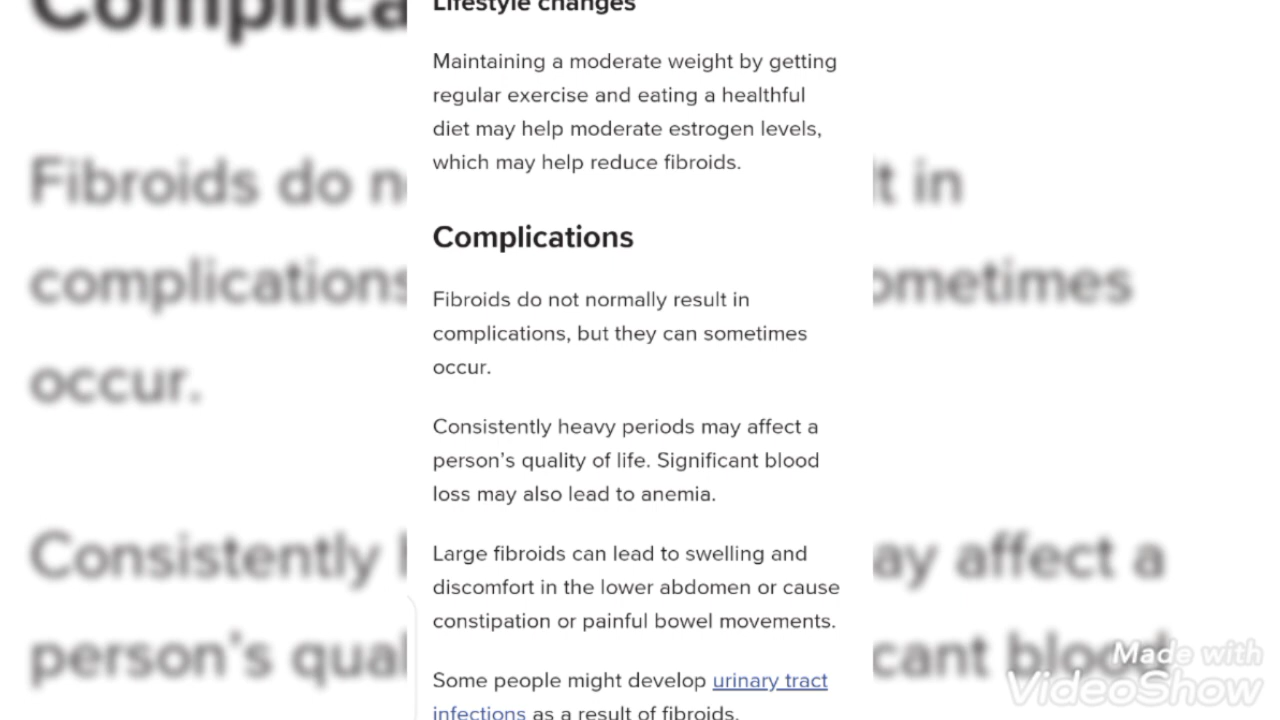 Lifestyle changes
Maintaining a moderate weight by getting
regular exercise and eating a healthful
diet may help moderate estrogen levels,
which may help reduce fibroids.
Complications
Fibroids do not normally result in
complications, but they can sometimes
occur.
Consistently heavy periods may affect a
person's quality of life. Significant blood
loss may also lead to anemia.
Large fibroids can lead to swelling and
discomfort in the lower abdomen or cause
constipation or painful bowel movements.
Some people might develop urinary tract
infections as a result of fibroids.
Made with
VideoShow